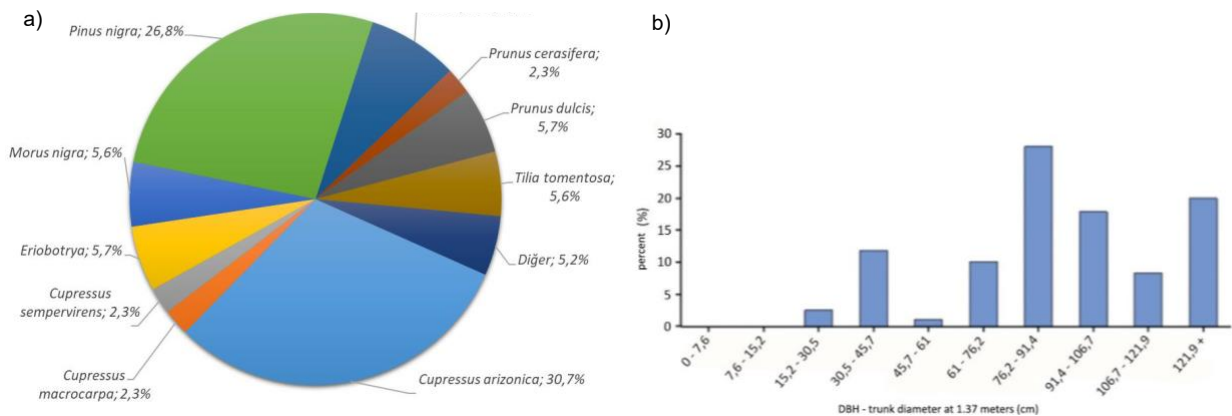 a)
Pinus nigra; 26,8%
Prunus cerasifera;
2,3%
Prunus dulcis;
5,7%
Morus nigra; 5,6%
Tilia tomentosa;
5,6%
Eriobotrya; 5,7%
Diğer; 5,2%
Cupressus
sempervirens; 2,3%
Cupressus
macrocarpa; 2,3%
Cupressus arizonica; 30,7%
b)
percent (%)
30
25
20
15
10
5
0
0 - 7,6
7,6 - 15,2
15,2 - 30,5
30,5 - 45,7
45,7 - 61
61 - 76,2
76,2 - 91,4
91,4 - 106,7
106,7 - 121,9
121,9 +
DBH - trunk diameter at 1.37 meters (cm)